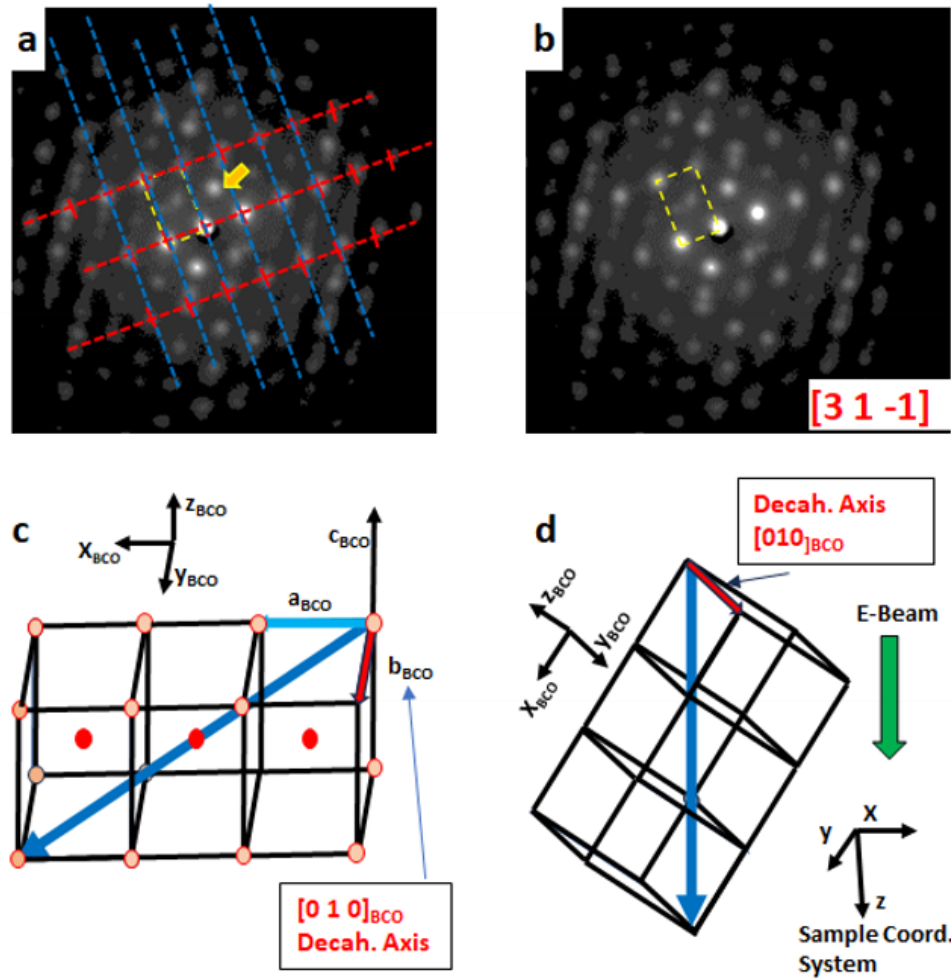 a
b
[3 1 -1]
c
zBCO
XBCO
yBCO
cBCO
aBCO
bBCO
[0 1 0]BCO
Decah. Axis
d
Decah. Axis
[010]BCO
E-Beam
zBCO
yBCO
XBCO
X
y
z
Sample Coord.
System